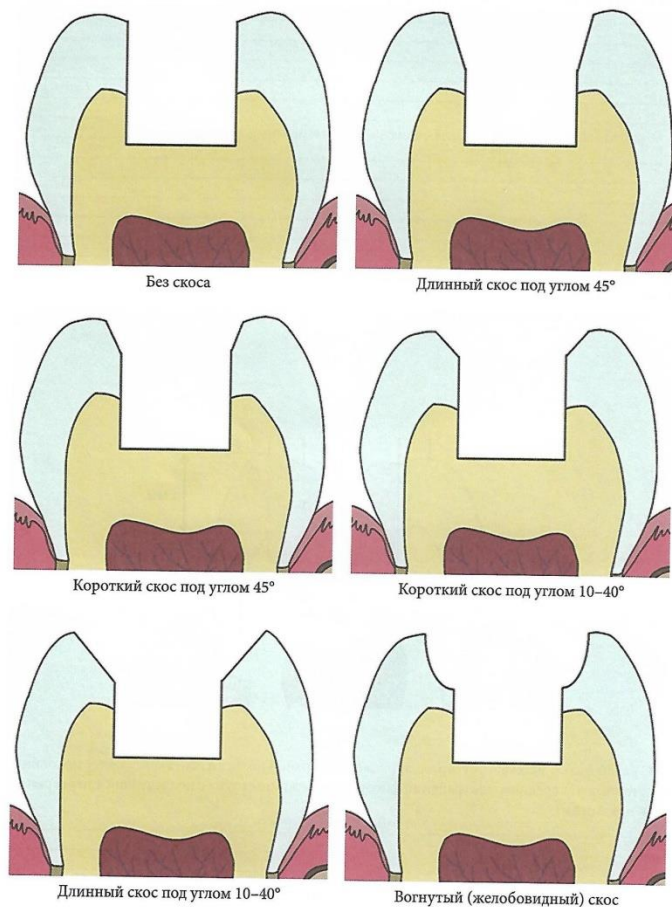 Без скоса
Длинный скос под углом 45°
Короткий скос под углом 45°
Короткий скос под углом 10–40°
Длинный скос под углом 10–40°
Вогнутый (желобовидный) скос